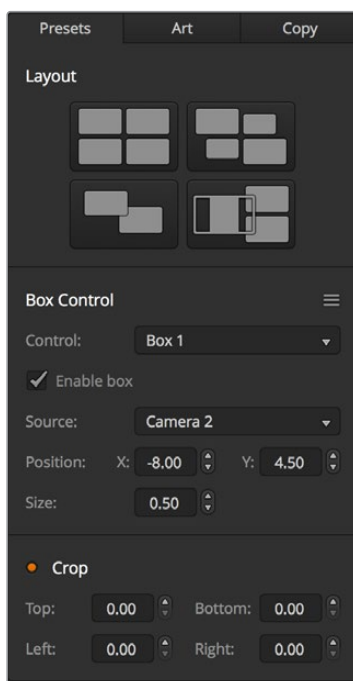 Presets Art Copy
Layout
Box Control
Control: Box 1
Enable box
Source: Camera 2
Position: X: -8.00 Y: 4.50
Size: 0.50
Crop
Top: 0.00 Bottom: 0.00
Left: 0.00 Right: 0.00